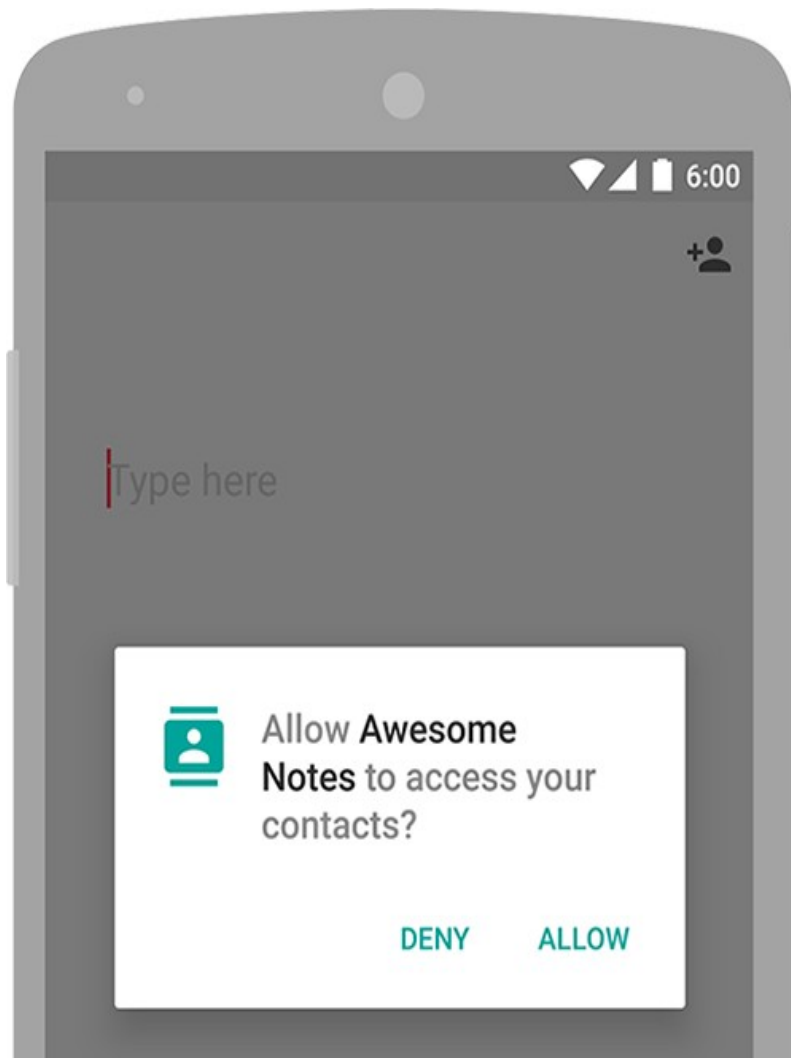 6:00
Type here
Allow Awesome
Notes to access your
contacts?
DENY ALLOW